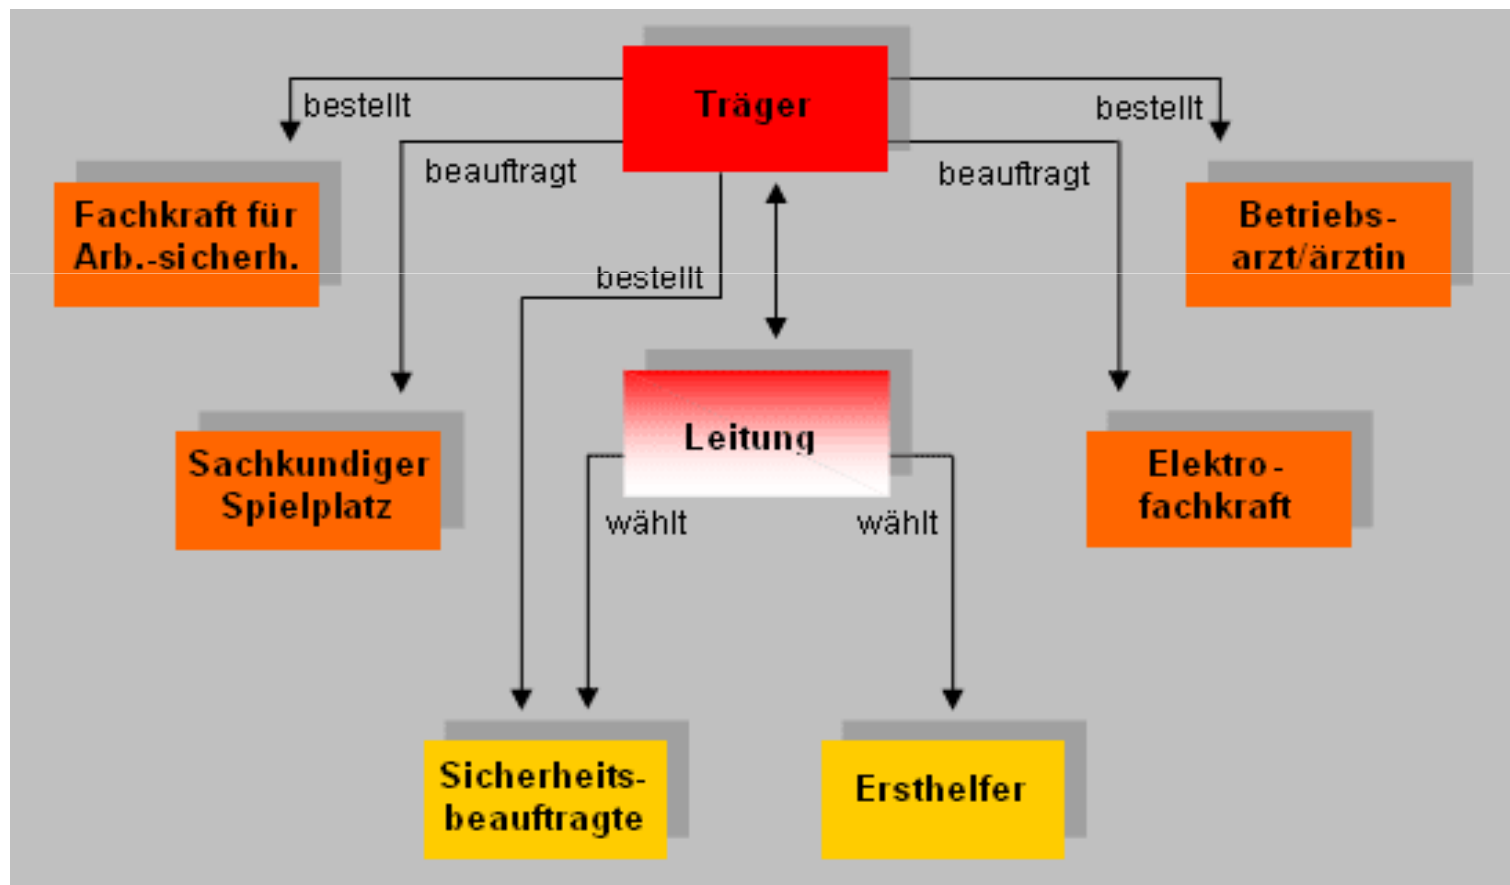 Träger
bestellt
bestellt
beauftragt
beauftragt
Fachkraft für
Arb.-sicherh.
Betriebs-
arzt/ärztin
bestellt
Leitung
Sachkundiger
Spielplatz
Elektro-
fachkraft
wählt
wählt
Sicherheits-
beauftragte
Ersthelfer